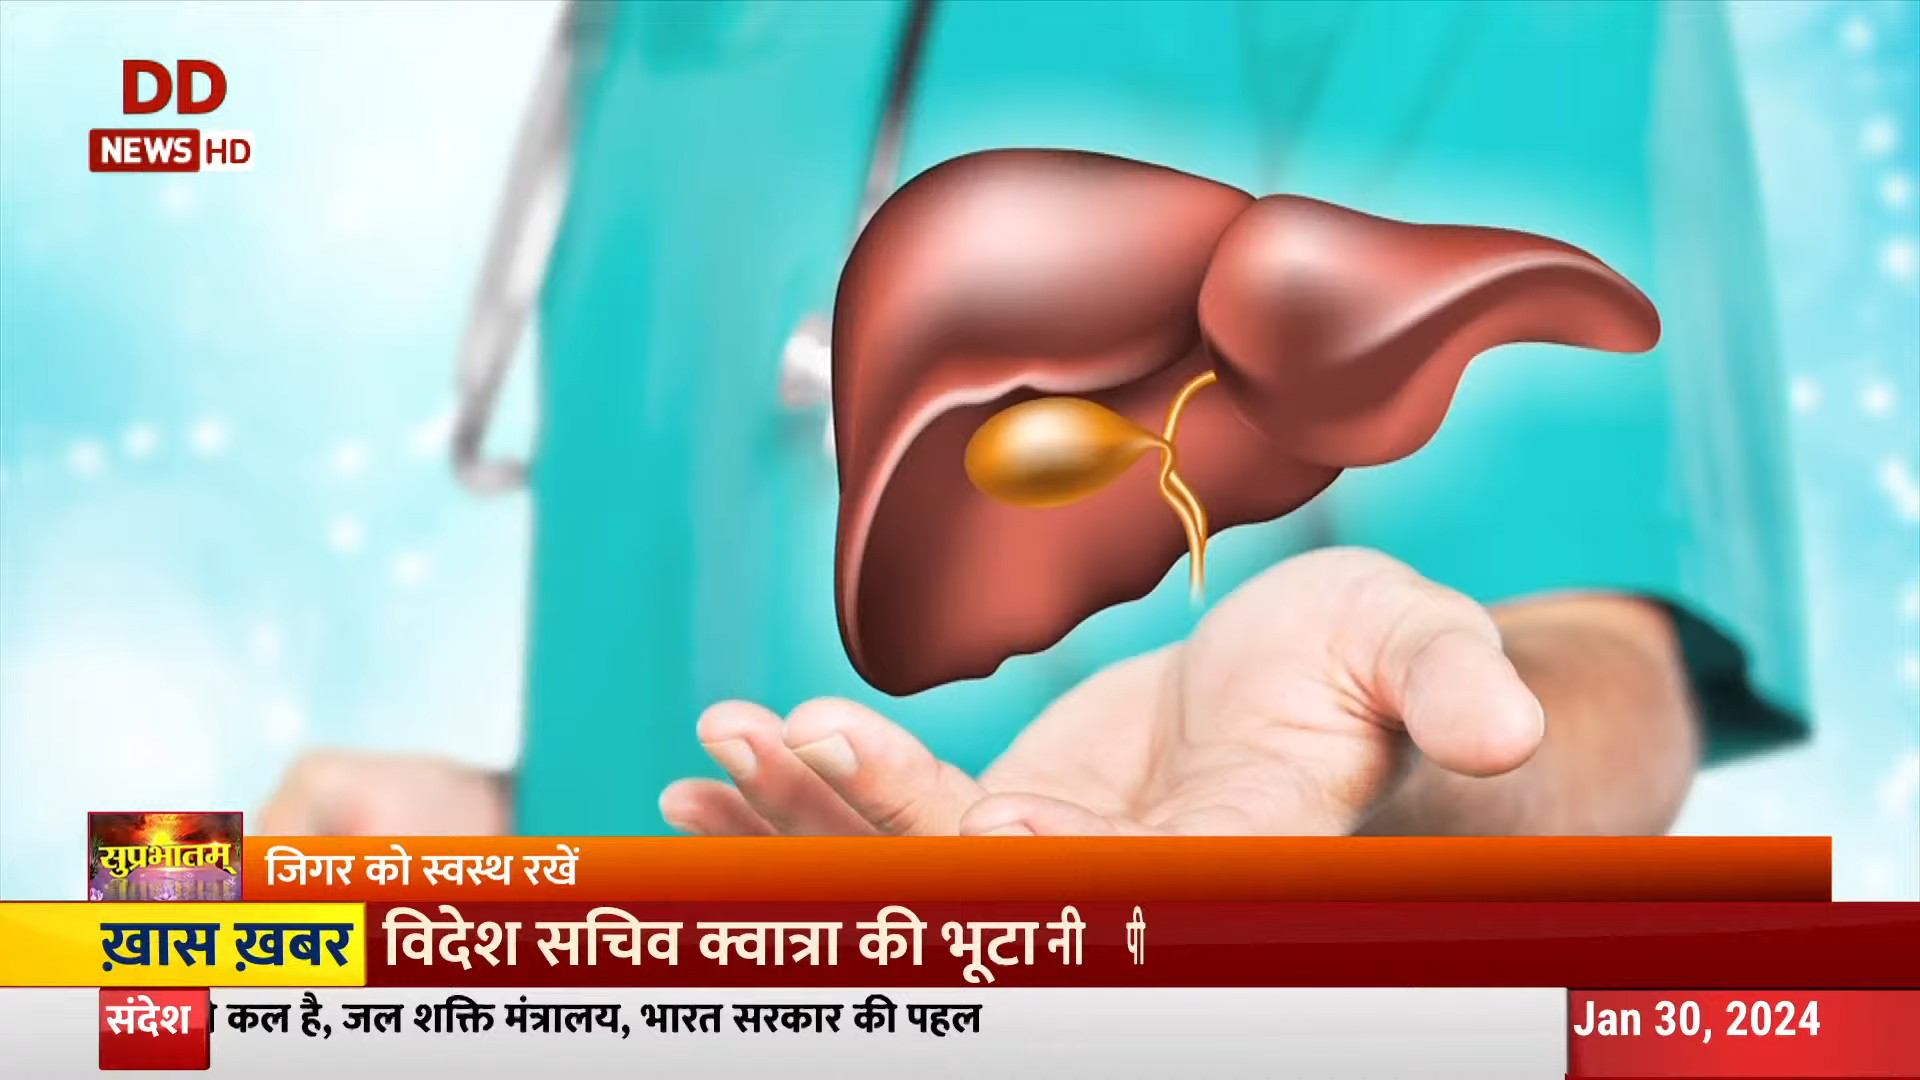 DD
NEWS HD
सुप्रभातम्
जिगर को स्वस्थ रखें
ख़ास ख़बर
विदेश सचिव क्वात्रा की भूटानी पी
संदेश
कल है, जल शक्ति मंत्रालय, भारत सरकार की पहल
Jan 30, 2024